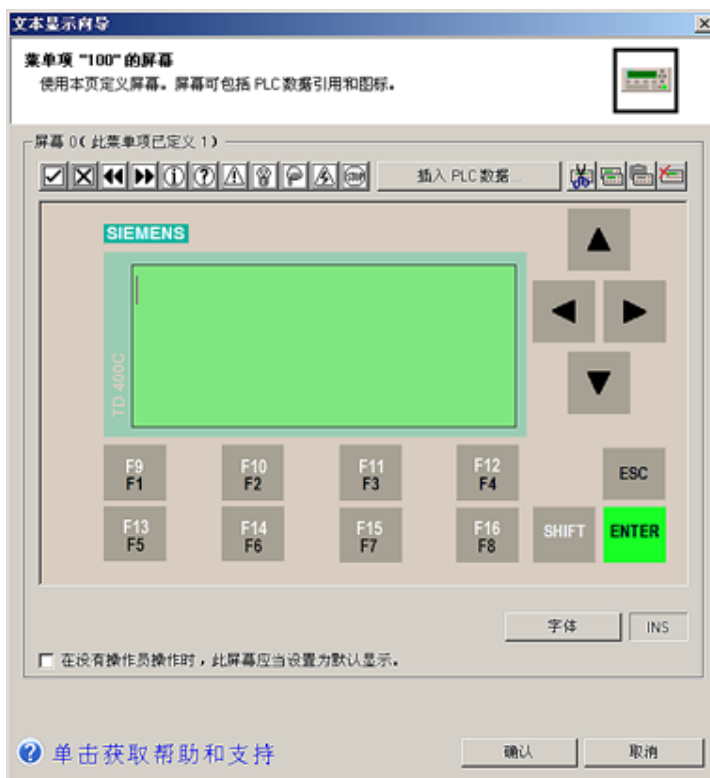 文本显示向导
菜单项 "100" 的屏幕
使用本页定义屏幕。屏幕可包括 PLC 数据引用和图标。
屏幕 0( 此菜单项已定义 1)
STOP 插入 PLC 数据...
SIEMENS
TD 400C
F9 F10 F11 F12
F1 F2 F3 F4 ESC
F13 F14 F15 F16
F5 F6 F7 F8 SHIFT ENTER
字体 INS
在没有操作员操作时，此屏幕应当设置为默认显示。
单击获取帮助和支持 确认 取消